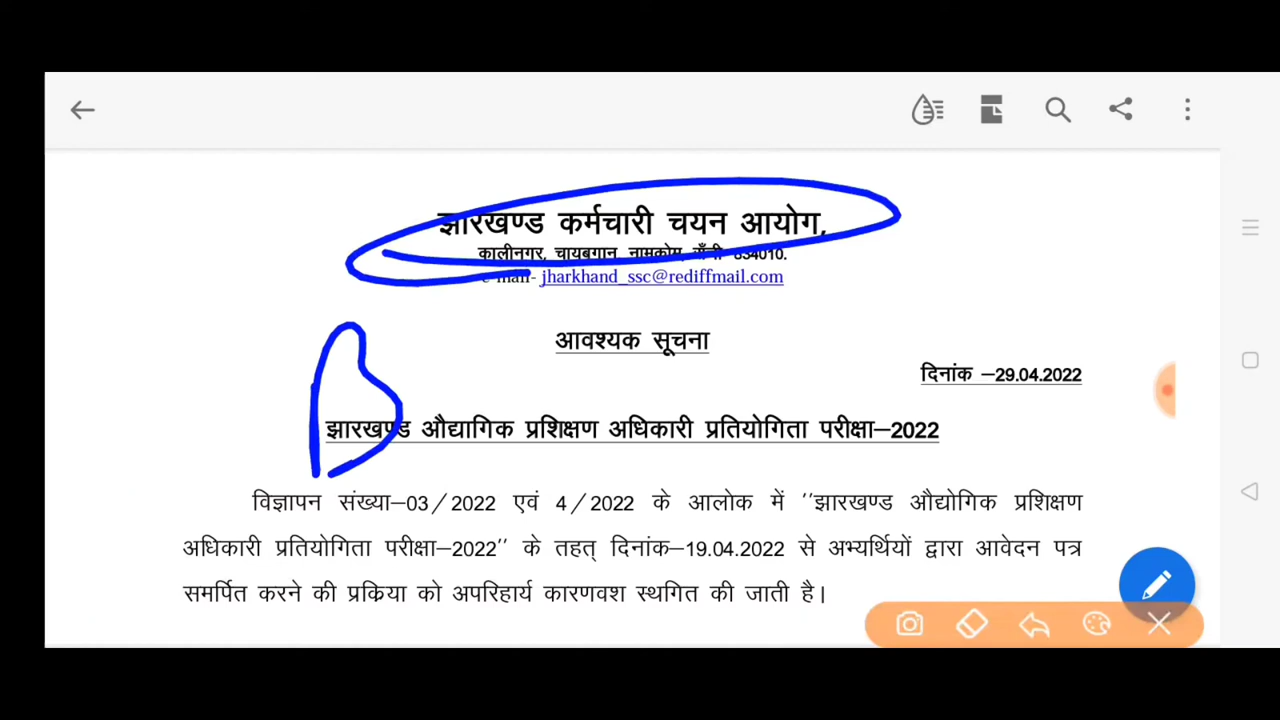 झारखण्ड कर्मचारी चयन आयोग,
कालीनगर, चायबगान, नामकोम, राँची 834010.
e-mail- jharkhand_ssc@rediffmail.com
आवश्यक सूचना
दिनांक –29.04.2022
झारखण्ड औद्यागिक प्रशिक्षण अधिकारी प्रतियोगिता परीक्षा–2022
विज्ञापन संख्या–03/2022 एवं 4/2022 के आलोक में ''झारखण्ड औद्योगिक प्रशिक्षण
अधिकारी प्रतियोगिता परीक्षा–2022'' के तहत् दिनांक–19.04.2022 से अभ्यर्थियों द्वारा आवेदन पत्र
समर्पित करने की प्रक्रिया को अपरिहार्य कारणवश स्थगित की जाती है।